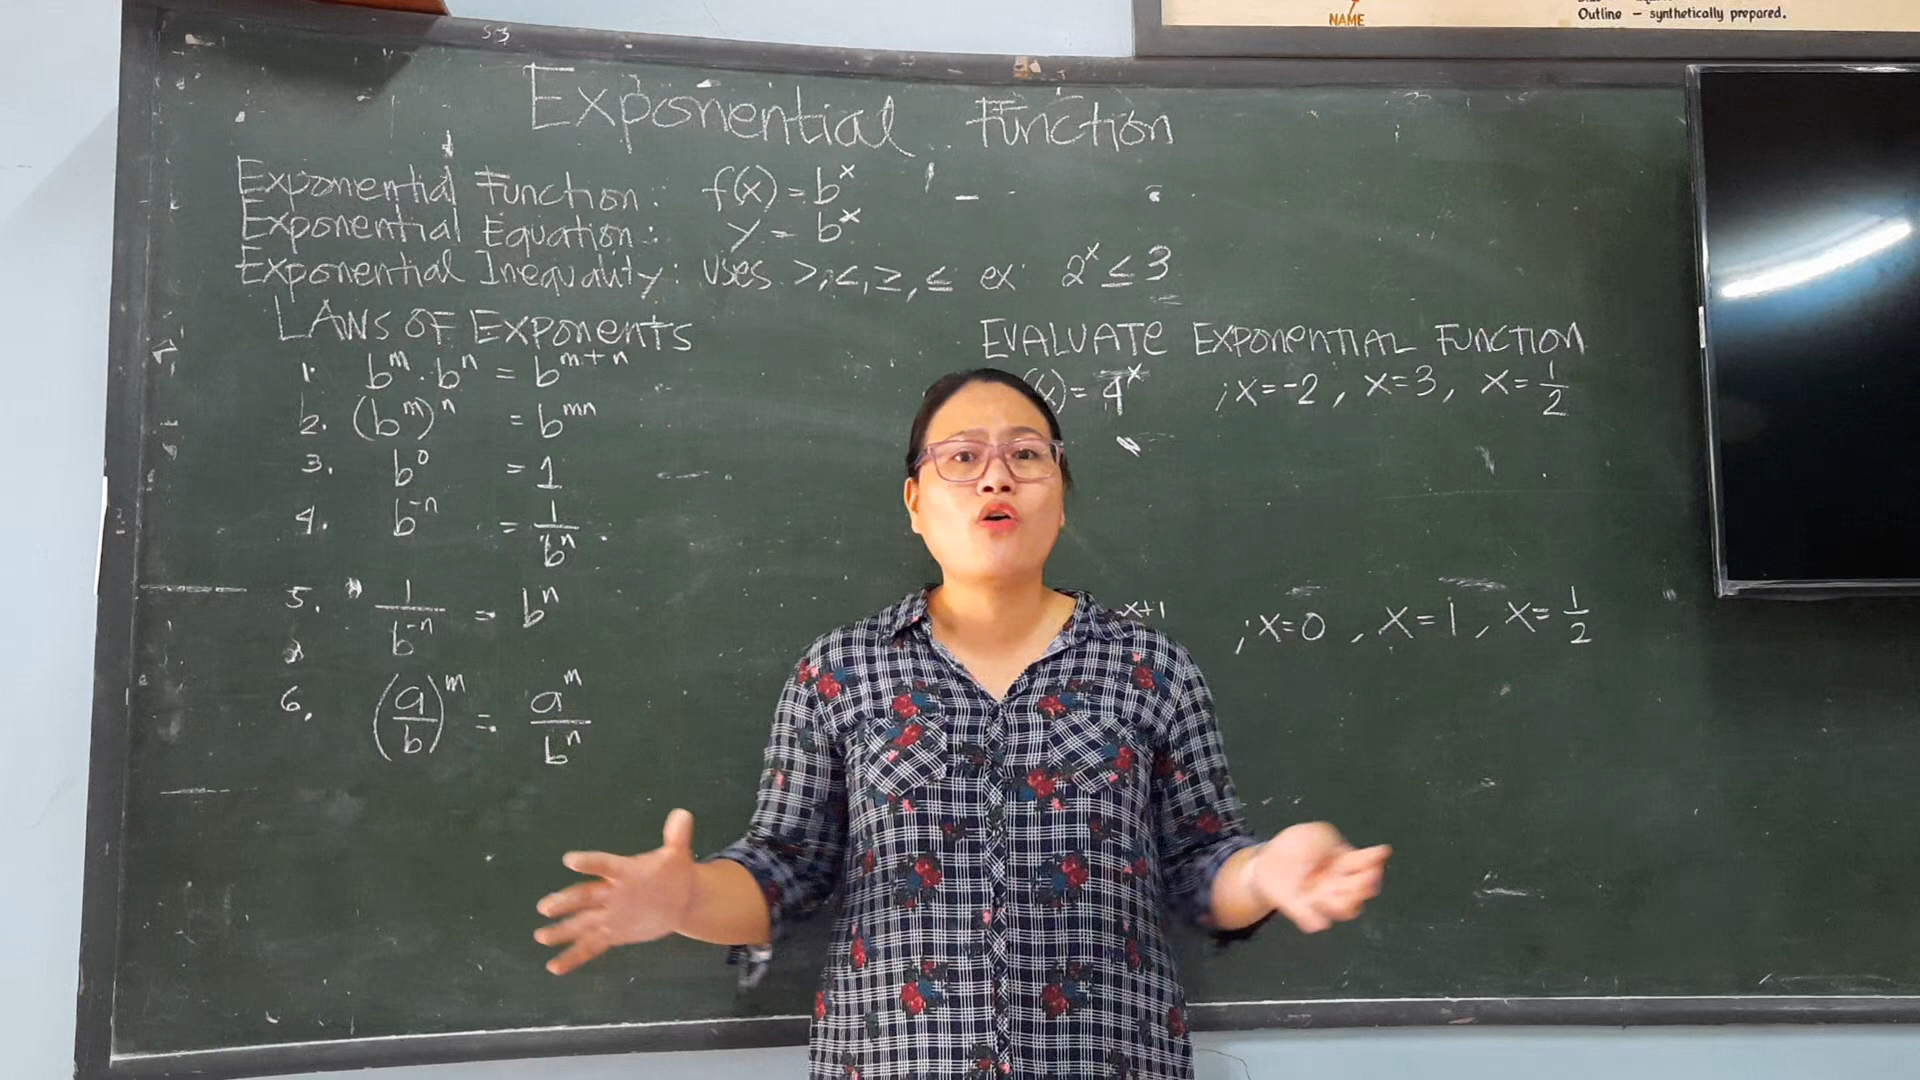 NAME
Outline – synthetically prepared.
53
Exponential Function
Exponential Function: f(x) = b^x
Exponential Equation: y = b^x
Exponential Inequality: uses >, <, ≥, ≤ ex: 2^x ≤ 3
LAWS OF EXPONENTS
1. b^m · b^n = b^(m+n)
2. (b^m)^n = b^(mn)
3. b^0 = 1
4. b^(-n) = 1/b^n
5. 1/b^(-n) = b^n
6. (a/b)^m = a^m/b^n
EVALUATE EXPONENTIAL FUNCTION
(x) = 4^x ; x = -2, x = 3, x = 1/2
x+1 ; x = 0, x = 1, x = 1/2